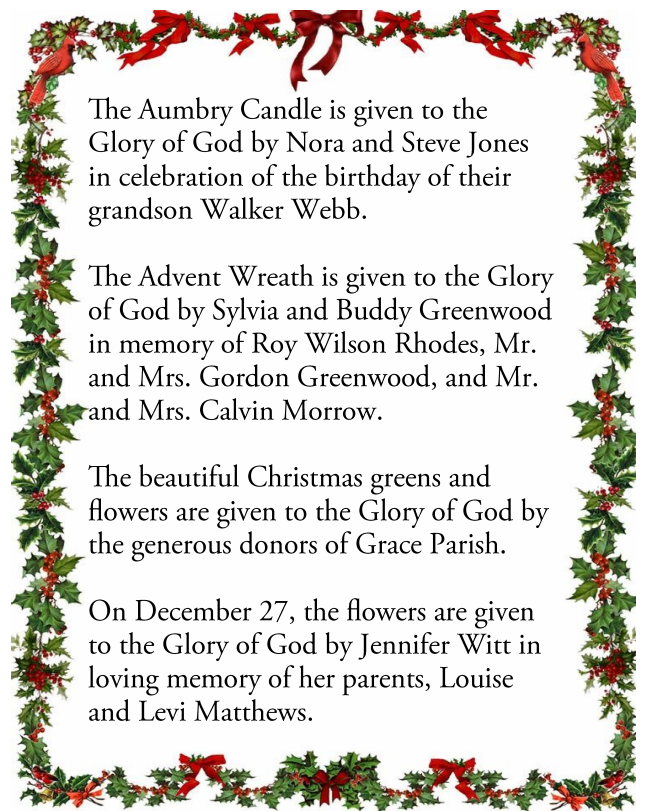 The Aumbry Candle is given to the
Glory of God by Nora and Steve Jones
in celebration of the birthday of their
grandson Walker Webb.
The Advent Wreath is given to the Glory
of God by Sylvia and Buddy Greenwood
in memory of Roy Wilson Rhodes, Mr.
and Mrs. Gordon Greenwood, and Mr.
and Mrs. Calvin Morrow.
The beautiful Christmas greens and
flowers are given to the Glory of God by
the generous donors of Grace Parish.
On December 27, the flowers are given
to the Glory of God by Jennifer Witt in
loving memory of her parents, Louise
and Levi Matthews.